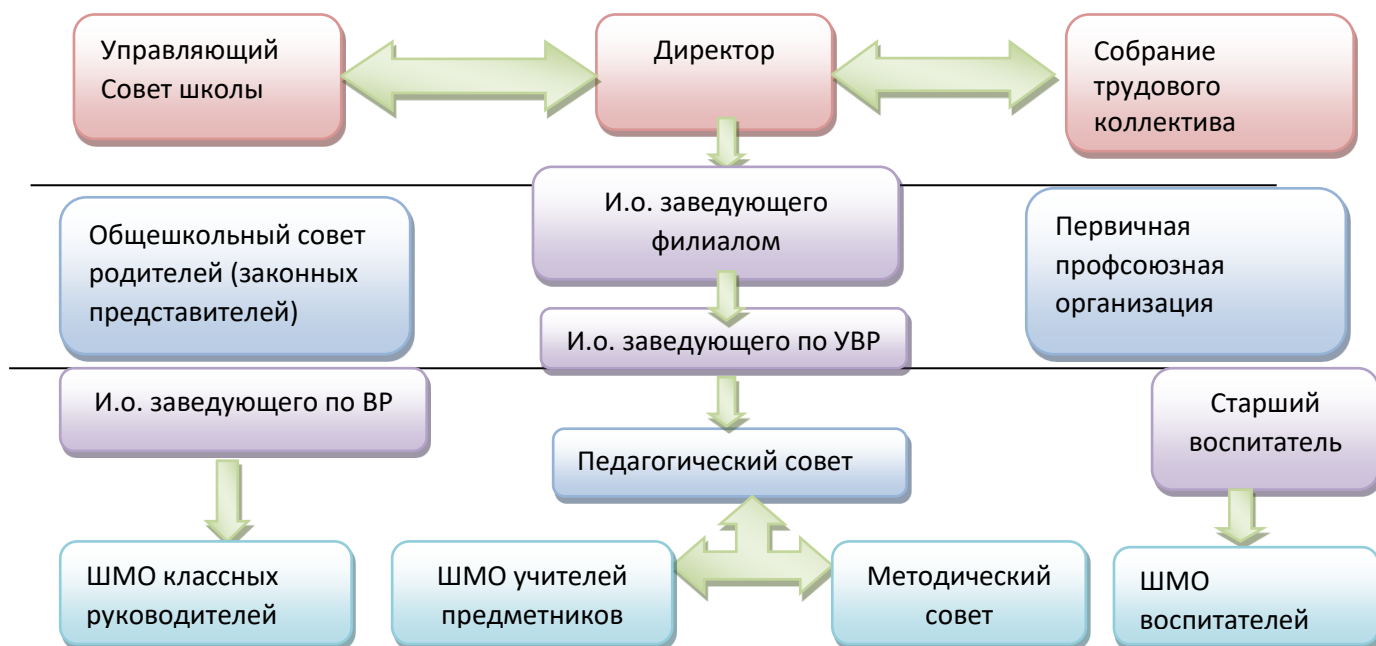 Управляющий
Совет школы
Директор
Собрание
трудового
коллектива
И.о. заведующего
филиалом
Общешкольный совет
родителей (законных
представителей)
Первичная
профсоюзная
организация
И.о. заведующего по УВР
И.о. заведующего по ВР
Старший
воспитатель
Педагогический совет
ШМО классных
руководителей
ШМО учителей
предметников
Методический
совет
ШМО
воспитателей